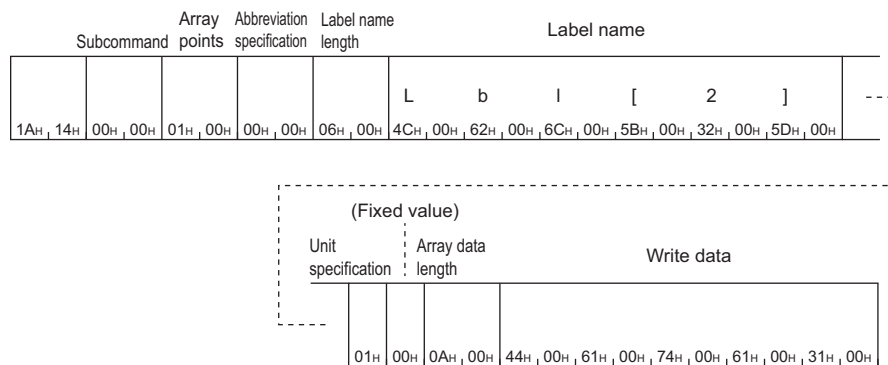 Subcommand Array points Abbreviation specification Label name length Label name
L b l [ 2 ]
1AH 14H 00H 00H 01H 00H 00H 00H 06H 00H 4CH 00H 62H 00H 6CH 00H 5BH 00H 32H 00H 5DH 00H
(Fixed value)
Unit specification Array data length Write data
01H 00H 0AH 00H 44H 00H 61H 00H 74H 00H 61H 00H 31H 00H